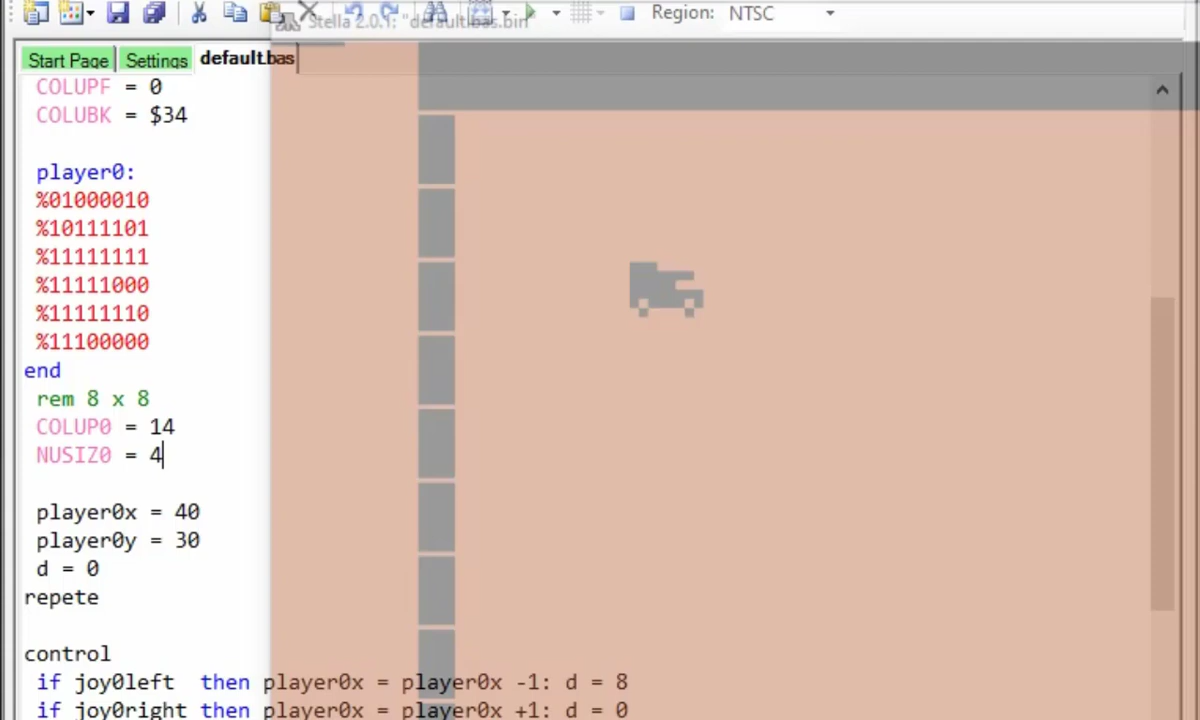 Region: NTSC
Stella 2.0.1: "default.bas.bin"
Start Page Settings default.bas
COLUPF = 0
COLUBK = $34
player0:
%01000010
%10111101
%11111111
%11111000
%11111110
%11100000
end
rem 8 x 8
COLUP0 = 14
NUSIZ0 = 4
player0x = 40
player0y = 30
d = 0
repete
control
if joy0left then player0x = player0x -1: d = 8
if joy0right then player0x = player0x +1: d = 0